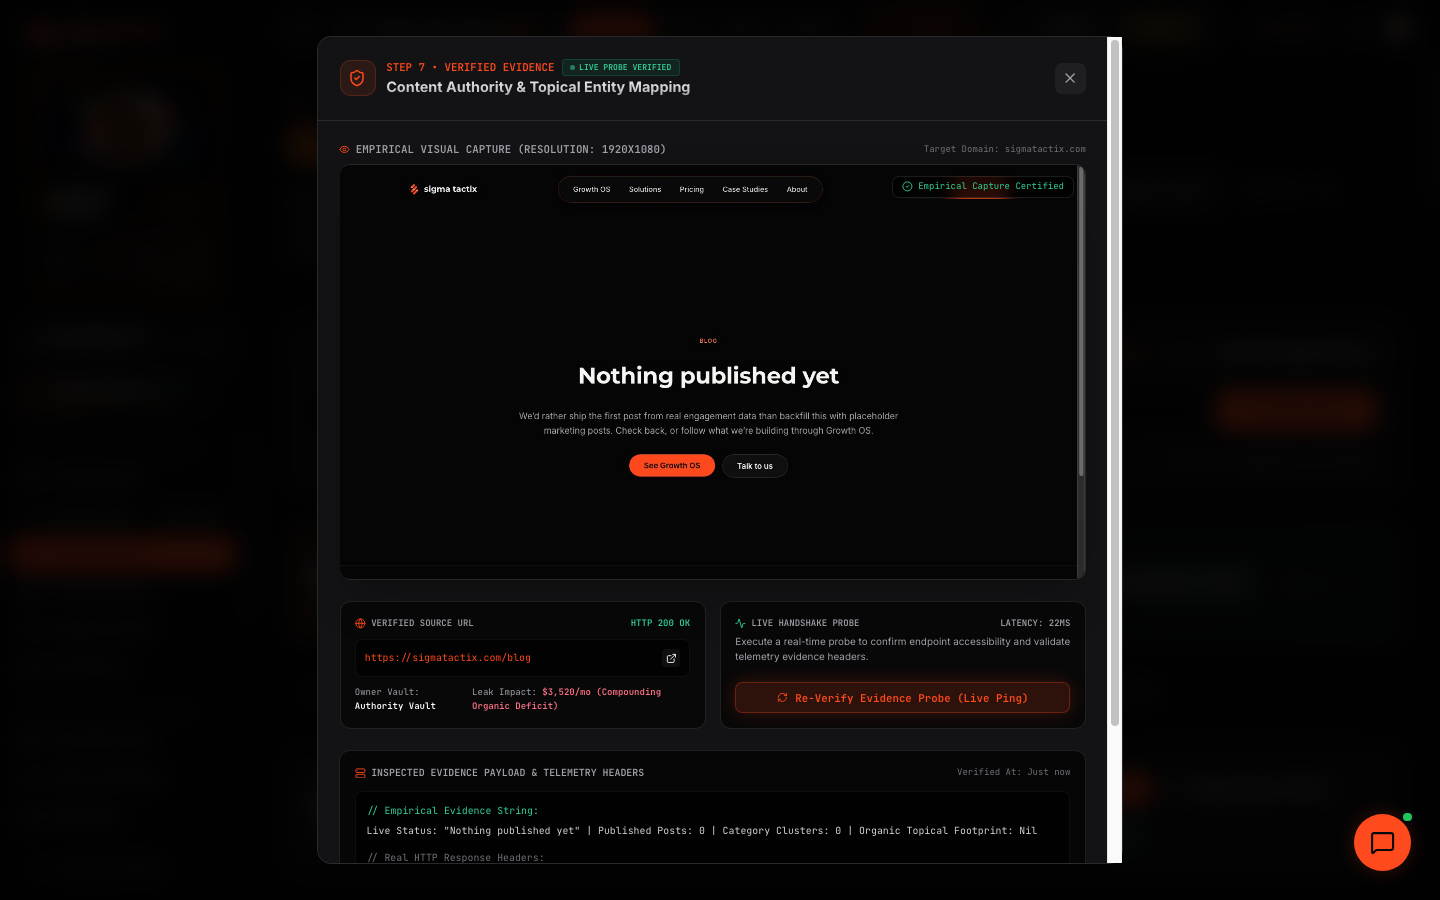 STEP 7 • VERIFIED EVIDENCE
LIVE PROBE VERIFIED
Content Authority & Topical Entity Mapping
EMPIRICAL VISUAL CAPTURE (RESOLUTION: 1920X1080)
Target Domain: sigmatactix.com
sigma tactix
Growth OS
Solutions
Pricing
Case Studies
About
Empirical Capture Certified
BLOG
Nothing published yet
We'd rather ship the first post from real engagement data than backfill this with placeholder
marketing posts. Check back, or follow what we're building through Growth OS.
See Growth OS
Talk to us
VERIFIED SOURCE URL
HTTP 200 OK
https://sigmatactix.com/blog
Owner Vault:
Authority Vault
Leak Impact: $3,520/mo (Compounding
Organic Deficit)
LIVE HANDSHAKE PROBE
LATENCY: 22MS
Execute a real-time probe to confirm endpoint accessibility and validate
telemetry evidence headers.
Re-Verify Evidence Probe (Live Ping)
INSPECTED EVIDENCE PAYLOAD & TELEMETRY HEADERS
Verified At: Just now
// Empirical Evidence String:
Live Status: "Nothing published yet" | Published Posts: 0 | Category Clusters: 0 | Organic Topical Footprint: Nil
// Real HTTP Response Headers: